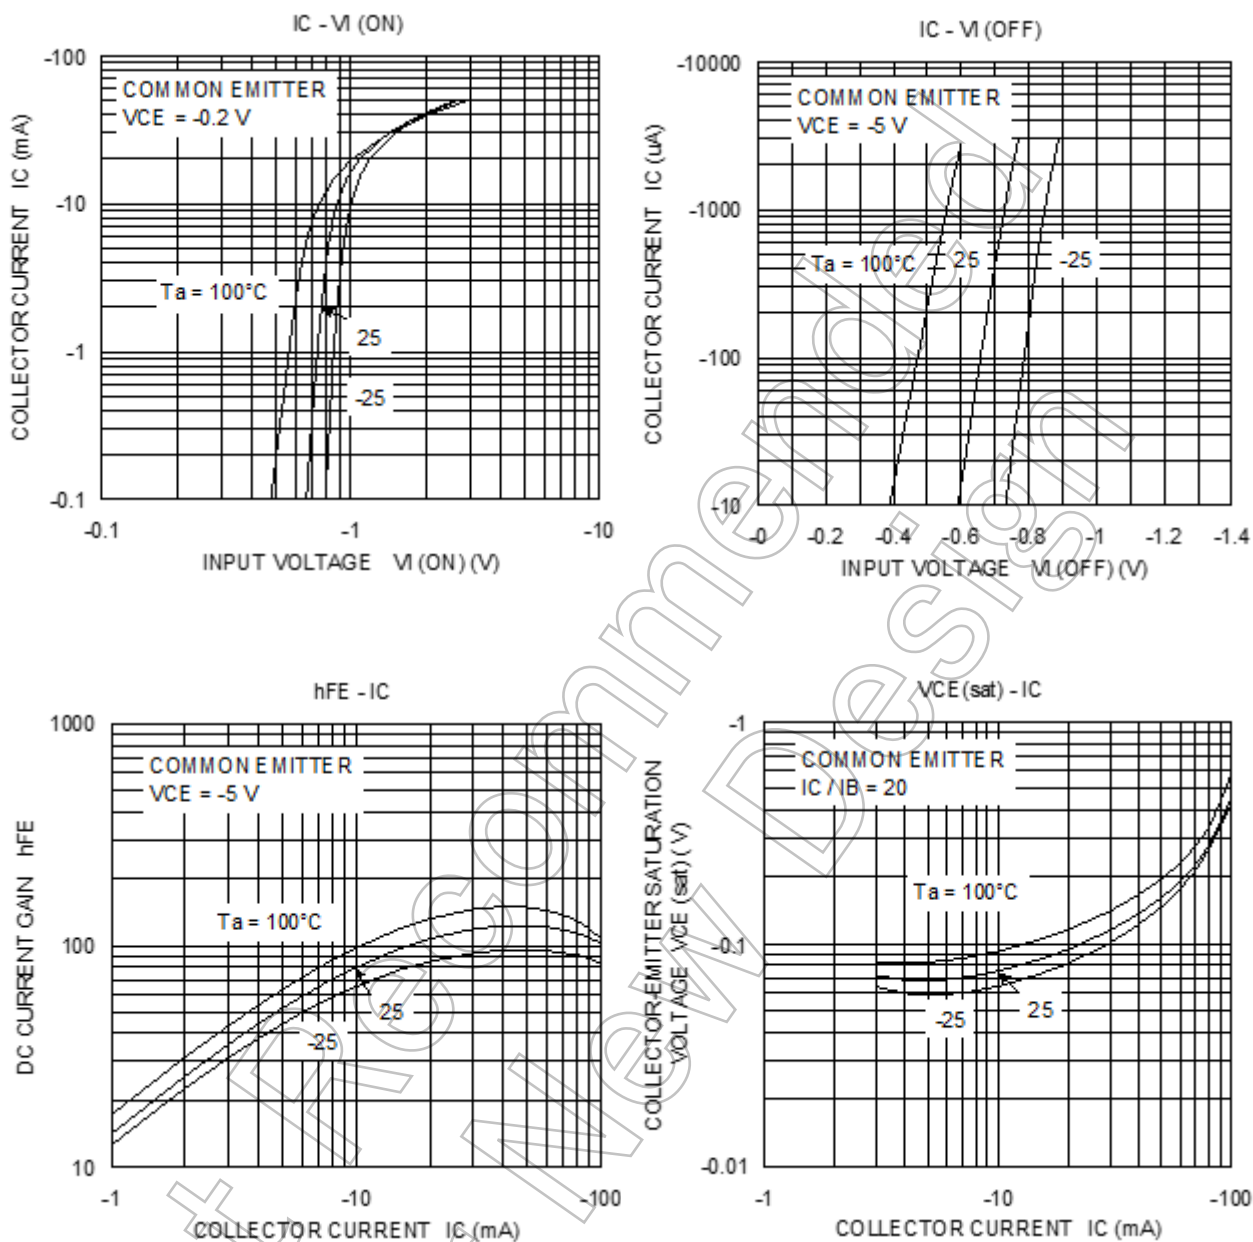 IC - VI (ON)
-100
COMMON EMITTER
VCE = -0.2 V
-10
Ta = 100°C
-1
25
-25
-0.1
-0.1
-1
-10
COLLECTOR CURRENT IC (mA)
INPUT VOLTAGE VI (ON) (V)
IC - VI (OFF)
-10000
COMMON EMITTER
VCE = -5 V
-1000
Ta = 100°C
25
-25
-100
-10
-0
-0.2
-0.4
-0.6
-0.8
-1
-1.2
-1.4
COLLECTOR CURRENT IC (uA)
INPUT VOLTAGE VI (OFF) (V)
hFE - IC
1000
COMMON EMITTER
VCE = -5 V
Ta = 100°C
100
25
-25
10
-1
-10
-100
DC CURRENT GAIN hFE
COLLECTOR CURRENT IC (mA)
VCE (sat) - IC
-1
COMMON EMITTER
IC / IB = 20
Ta = 100°C
-0.1
-25
25
-0.01
-1
-10
-100
COLLECTOR-EMITTER SATURATION
VOLTAGE VCE (sat) (V)
COLLECTOR CURRENT IC (mA)
Recommended
New Design